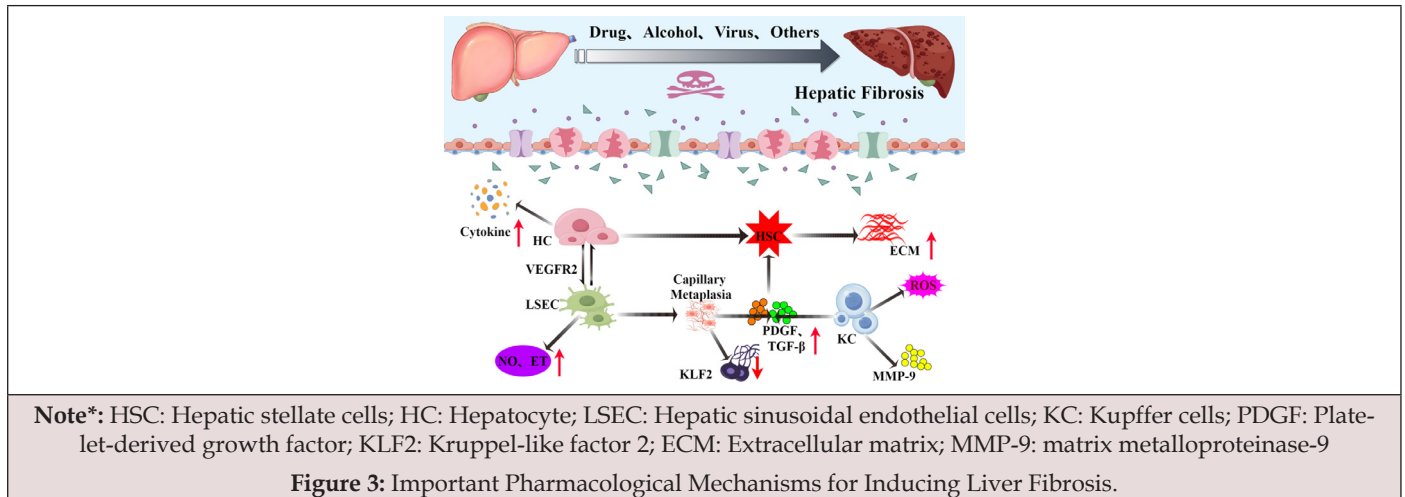 Drug、Alcohol、Virus、Others
Hepatic Fibrosis
Cytokine
HC
HSC
ECM
VEGFR2
LSEC
Capillary
Metaplasia
ROS
PDGF、
TGF-β
KC
NO、ET
KLF2
MMP-9
Note*: HSC: Hepatic stellate cells; HC: Hepatocyte; LSEC: Hepatic sinusoidal endothelial cells; KC: Kupffer cells; PDGF: Plate-
let-derived growth factor; KLF2: Kruppel-like factor 2; ECM: Extracellular matrix; MMP-9: matrix metalloproteinase-9
Figure 3: Important Pharmacological Mechanisms for Inducing Liver Fibrosis.